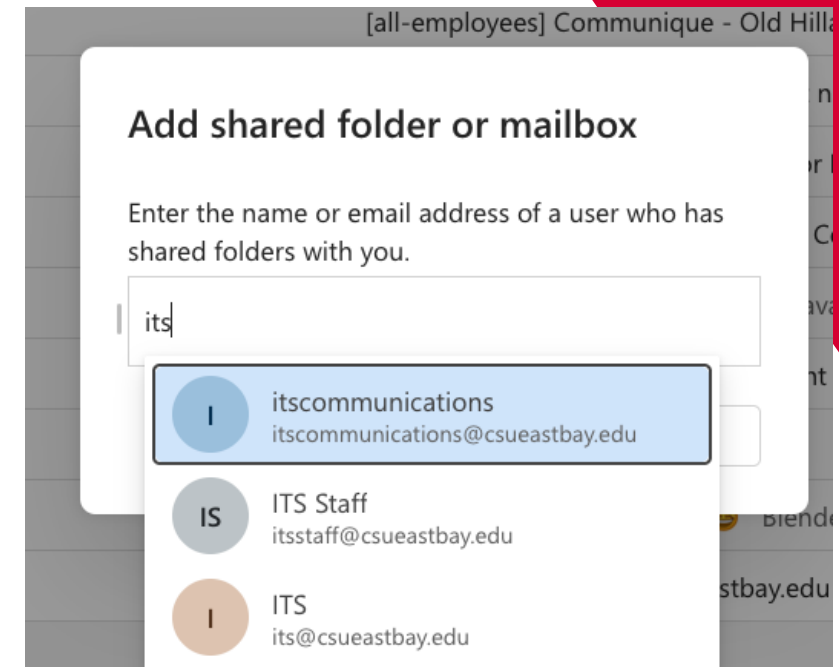 [all-employees] Communique - Old Hilla
Add shared folder or mailbox
Enter the name or email address of a user who has
shared folders with you.
its
I
itscommunications
itscommunications@csueastbay.edu
IS
ITS Staff
itsstaff@csueastbay.edu
Blende
stbay.edu
I
ITS
its@csueastbay.edu